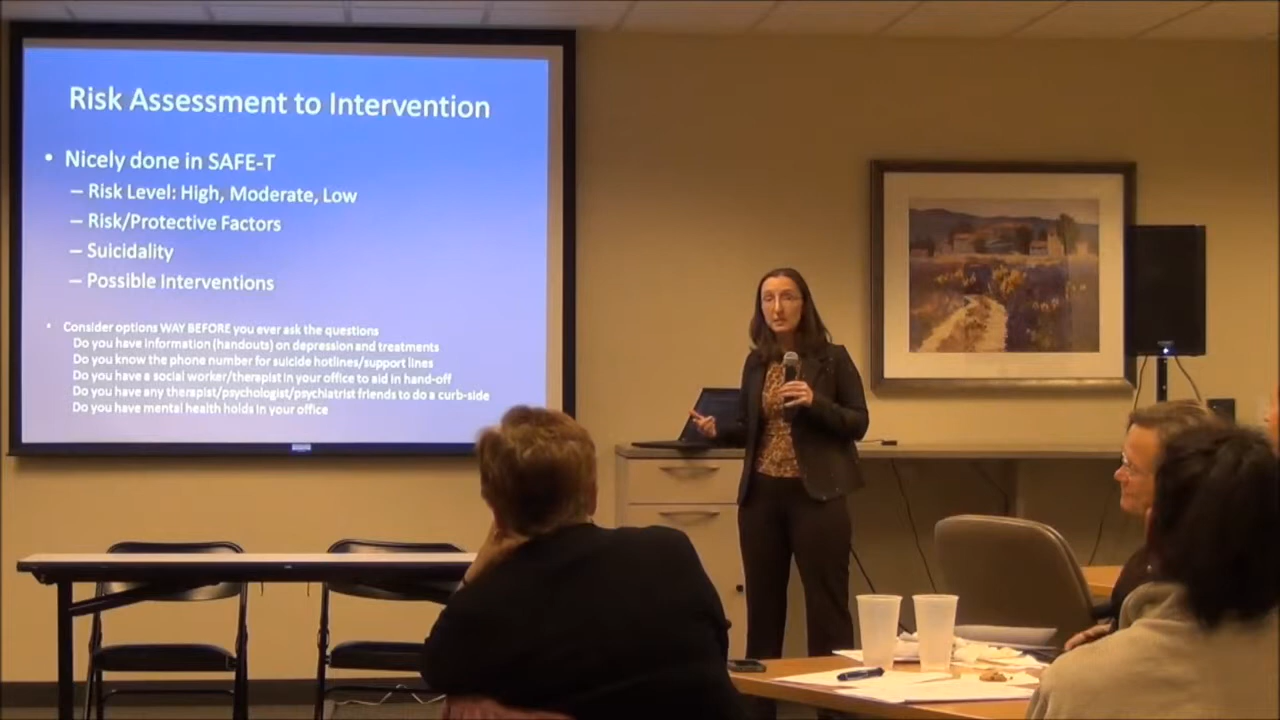 Risk Assessment to Intervention
• Nicely done in SAFE-T
– Risk Level: High, Moderate, Low
– Risk/Protective Factors
– Suicidality
– Possible Interventions
• Consider options WAY BEFORE you ever ask the questions
Do you have information (handouts) on depression and treatments
Do you know the phone number for suicide hotlines/support lines
Do you have a social worker/therapist in your office to aid in hand-off
Do you have any therapist/psychologist/psychiatrist friends to do a curb-side
Do you have mental health holds in your office